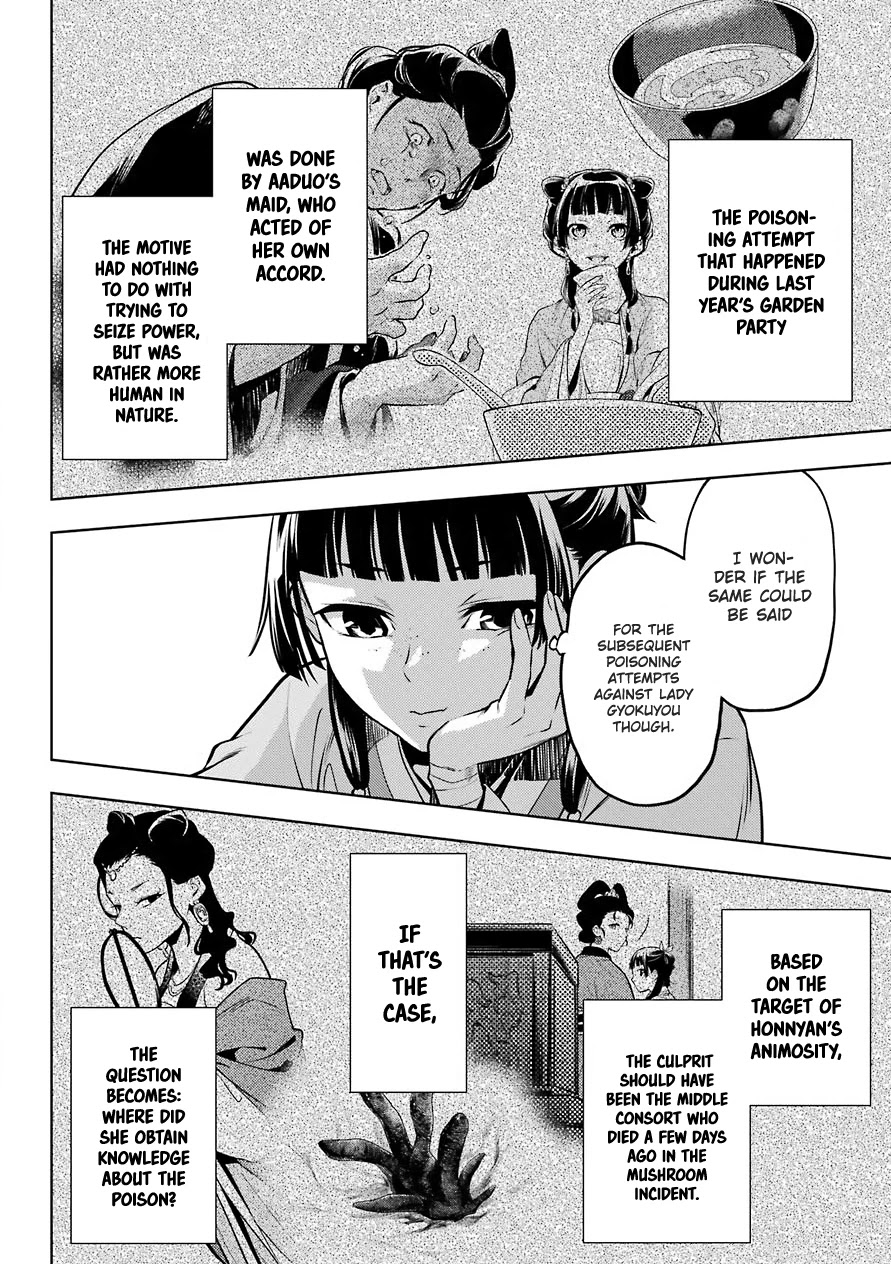 THE POISON-
ING ATTEMPT
THAT HAPPENED
DURING LAST
YEAR'S GARDEN
PARTY
WAS DONE
BY AADUO'S
MAID, WHO
ACTED OF
HER OWN
ACCORD.
THE MOTIVE
HAD NOTHING
TO DO WITH
TRYING TO
SEIZE POWER,
BUT WAS
RATHER MORE
HUMAN IN
NATURE.
I WON-
DER IF THE
SAME COULD
BE SAID
FOR THE
SUBSEQUENT
POISONING
ATTEMPTS
AGAINST LADY
GYOKUYOU
THOUGH.
BASED
ON THE
TARGET OF
HONNYAN'S
ANIMOSITY,
THE CULPRIT
SHOULD HAVE
BEEN THE MIDDLE
CONSORT WHO
DIED A FEW DAYS
AGO IN THE
MUSHROOM
INCIDENT.
IF
THAT'S
THE
CASE,
THE
QUESTION
BECOMES:
WHERE DID
SHE OBTAIN
KNOWLEDGE
ABOUT THE
POISON?